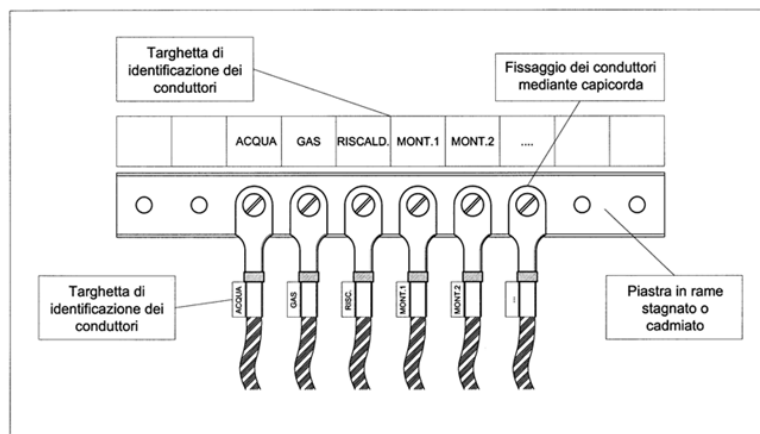 Targhetta di
identificazione dei
conduttori
Fissaggio dei conduttori
mediante capicorda
ACQUA GAS RISCALD. MONT.1 MONT.2 ....
Targhetta di
identificazione dei
conduttori
ACQUA GAS RISC. MONT.1 MONT.2 ...
Piastra in rame
stagnato o
cadmiato